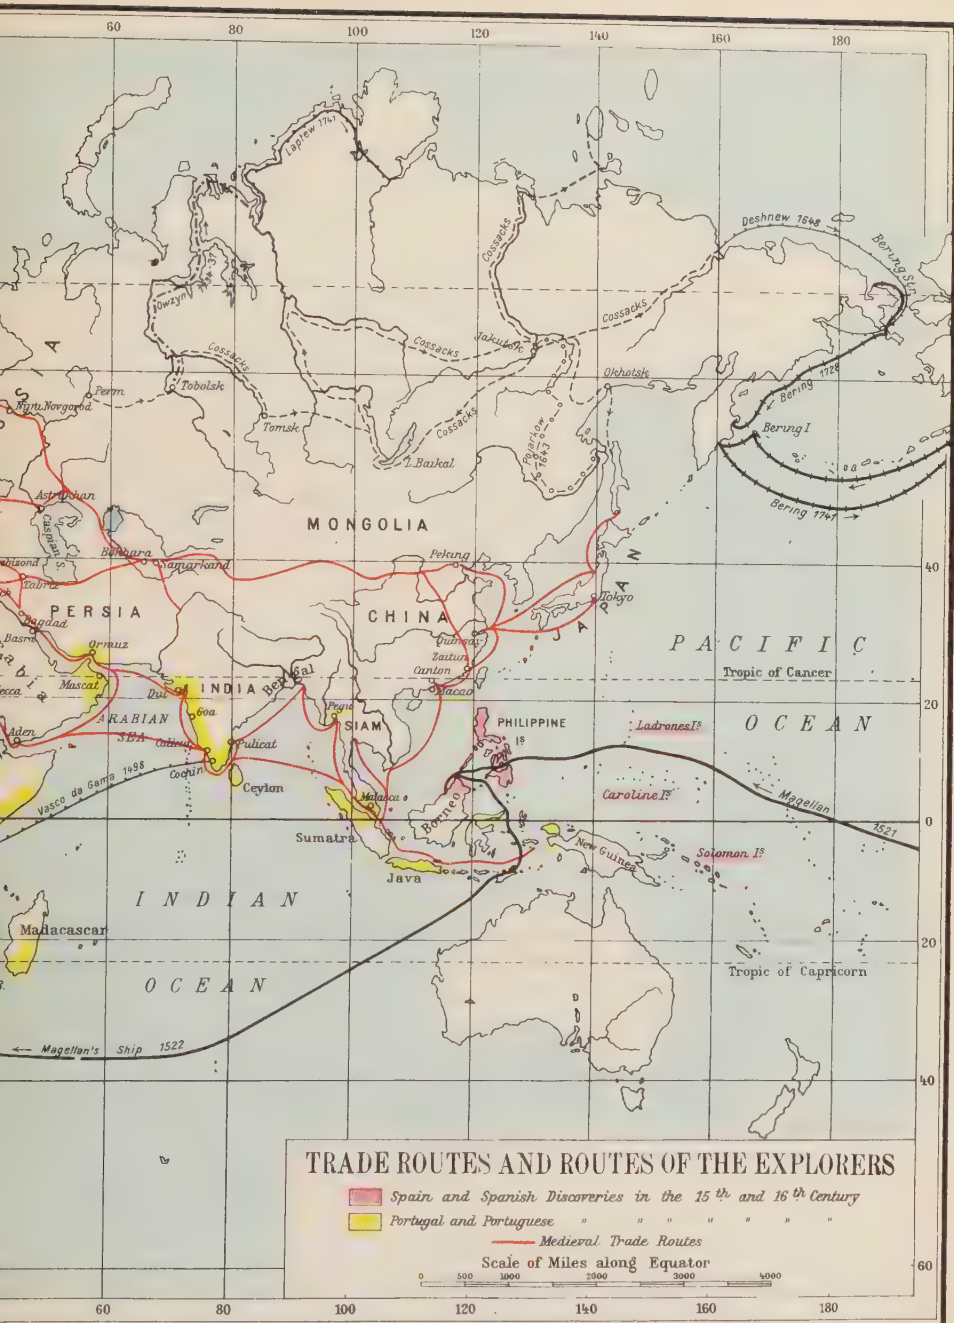 60 80 100 120 140 160 180
Laptew 1741
Deshnew 1648
Bering Str.
Cossacks
Owzyn
Cossacks
Cossacks
Jakutsk
Cossacks
Okhotsk
Bering 1728
Perm
Tobolsk
Nijni Novgorod
Tomsk
Cossacks
Pojarkow 1643
Bering I
L. Baikal
Bering 1741
Astrakhan
Caspian S.
MONGOLIA
Bokhara
Samarkand
Peking
40
Tabriz
PERSIA
CHINA
JAPAN
Tokyo
Bagdad
Basra
Ormuz
Quinsay
Zaitun
PACIFIC
Muscat
Diu
INDIA
Bengal
Canton
Macao
Tropic of Cancer
20
Goa
Pegu
SIAM
PHILIPPINE
Is
Ladrones Is
OCEAN
ARABIAN
SEA
Aden
Calicut
Pulicat
Cochin
Ceylon
Vasco da Gama 1498
Malacca
Borneo
Caroline Is
Magellan 1521
0
Sumatra
New Guinea
Solomon Is
Java
INDIAN
Madacascar
20
Tropic of Capricorn
OCEAN
Magellan's Ship 1522
40
TRADE ROUTES AND ROUTES OF THE EXPLORERS
Spain and Spanish Discoveries in the 15th and 16th Century
Portugal and Portuguese " " " " " " "
Medieval Trade Routes
Scale of Miles along Equator
0 500 1000 2000 3000 4000
60
60 80 100 120 140 160 180